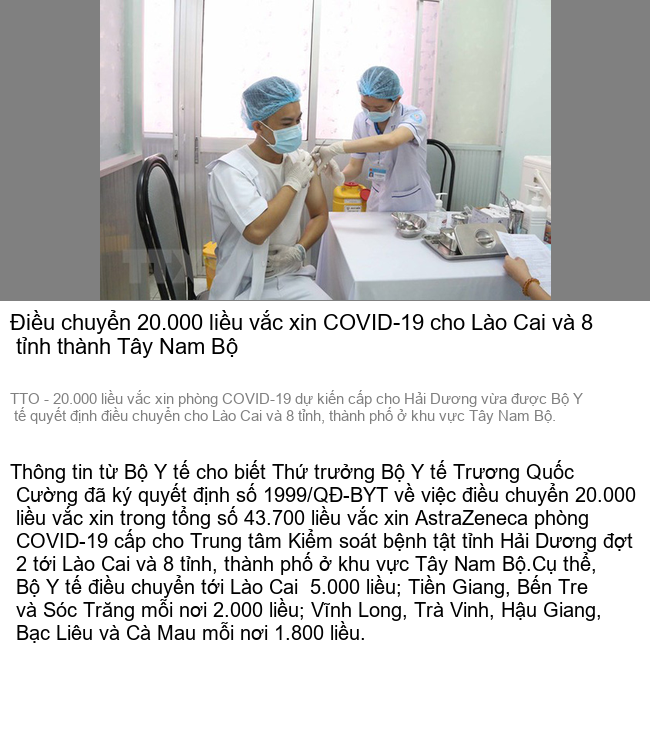 TTX
Điều chuyển 20.000 liều vắc xin COVID-19 cho Lào Cai và 8
tỉnh thành Tây Nam Bộ
TTO - 20.000 liều vắc xin phòng COVID-19 dự kiến cấp cho Hải Dương vừa được Bộ Y
tế quyết định điều chuyển cho Lào Cai và 8 tỉnh, thành phố ở khu vực Tây Nam Bộ.
Thông tin từ Bộ Y tế cho biết Thứ trưởng Bộ Y tế Trương Quốc
Cường đã ký quyết định số 1999/QĐ-BYT về việc điều chuyển 20.000
liều vắc xin trong tổng số 43.700 liều vắc xin AstraZeneca phòng
COVID-19 cấp cho Trung tâm Kiểm soát bệnh tật tỉnh Hải Dương đợt
2 tới Lào Cai và 8 tỉnh, thành phố ở khu vực Tây Nam Bộ.Cụ thể,
Bộ Y tế điều chuyển tới Lào Cai  5.000 liều; Tiền Giang, Bến Tre
và Sóc Trăng mỗi nơi 2.000 liều; Vĩnh Long, Trà Vinh, Hậu Giang,
Bạc Liêu và Cà Mau mỗi nơi 1.800 liều.